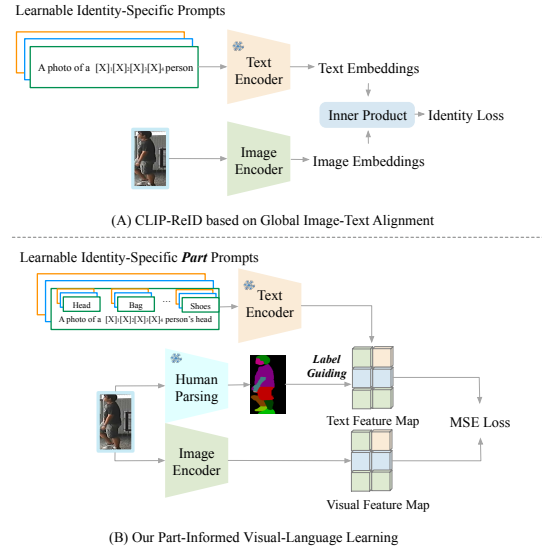 Learnable Identity-Specific Prompts
A photo of a [X]₁[X]₂[X]₃[X]₄ person
Text
Encoder
Text Embeddings
Inner Product
Identity Loss
Image
Encoder
Image Embeddings
(A) CLIP-ReID based on Global Image-Text Alignment
Learnable Identity-Specific Part Prompts
Head
Bag
...
Shoes
A photo of a [X]₁[X]₂[X]₃[X]₄ person's head
Text
Encoder
Human
Parsing
Label
Guiding
Text Feature Map
MSE Loss
Image
Encoder
Visual Feature Map
(B) Our Part-Informed Visual-Language Learning